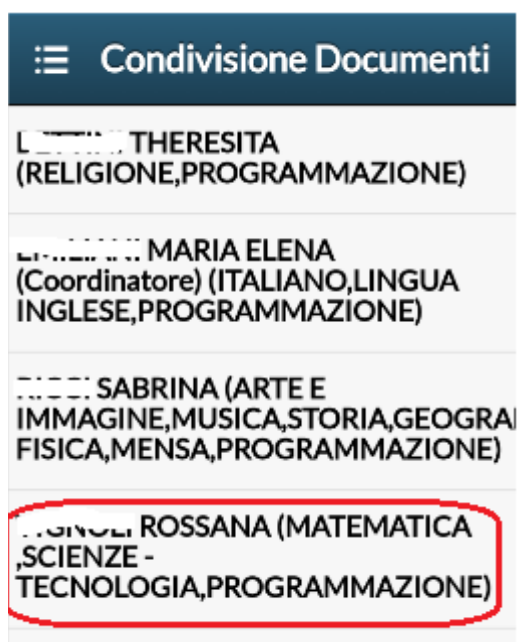 Condivisione Documenti
THERESITA
(RELIGIONE,PROGRAMMAZIONE)
MARIA ELENA
(Coordinatore) (ITALIANO,LINGUA
INGLESE,PROGRAMMAZIONE)
SABRINA (ARTE E
IMMAGINE,MUSICA,STORIA,GEOGRA
FISICA,MENSA,PROGRAMMAZIONE)
ROSSANA (MATEMATICA
,SCIENZE -
TECNOLOGIA,PROGRAMMAZIONE)